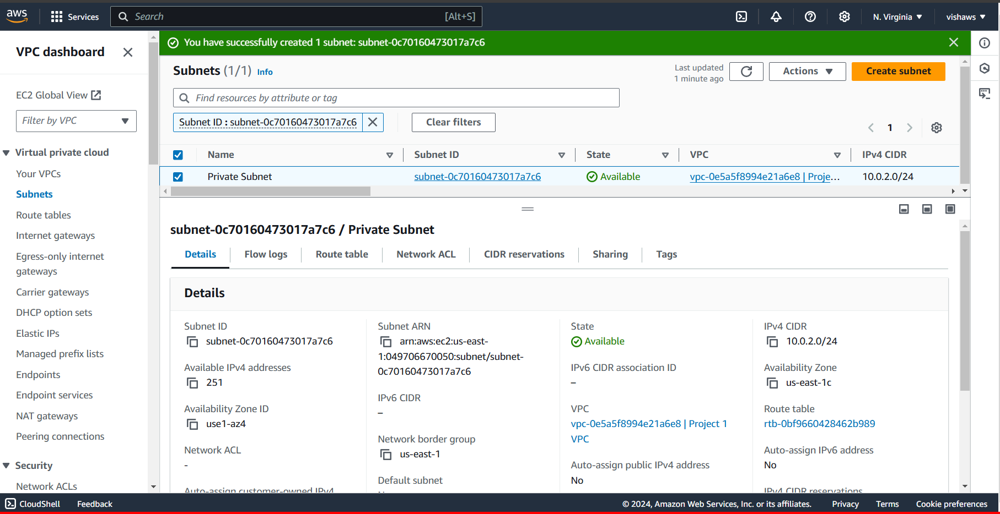 aws
Services
Search
[Alt+S]
N. Virginia
vishaws
VPC dashboard
EC2 Global View
Filter by VPC
Virtual private cloud
Your VPCs
Subnets
Route tables
Internet gateways
Egress-only internet
gateways
Carrier gateways
DHCP option sets
Elastic IPs
Managed prefix lists
Endpoints
Endpoint services
NAT gateways
Peering connections
Security
Network ACLs
You have successfully created 1 subnet: subnet-0c70160473017a7c6
Subnets (1/1) Info
Last updated
1 minute ago
Actions
Create subnet
Find resources by attribute or tag
Subnet ID : subnet-0c70160473017a7c6
Clear filters
1
Name Subnet ID State VPC IPv4 CIDR
Private Subnet subnet-0c70160473017a7c6 Available vpc-0e5a5f8994e21a6e8 | Proje... 10.0.2.0/24
subnet-0c70160473017a7c6 / Private Subnet
Details Flow logs Route table Network ACL CIDR reservations Sharing Tags
Details
Subnet ID
subnet-0c70160473017a7c6
Available IPv4 addresses
251
Availability Zone ID
use1-az4
Network ACL
-
Auto-assign customer-owned IPv4
Subnet ARN
arn:aws:ec2:us-east-
1:049706670050:subnet/subnet-
0c70160473017a7c6
IPv6 CIDR
–
Network border group
us-east-1
Default subnet
State
Available
IPv6 CIDR association ID
–
VPC
vpc-0e5a5f8994e21a6e8 | Project 1
VPC
Auto-assign public IPv4 address
No
IPv4 CIDR
10.0.2.0/24
Availability Zone
us-east-1c
Route table
rtb-0bf9660428462b989
Auto-assign IPv6 address
No
IPv4 CIDR reservations
CloudShell
Feedback
© 2024, Amazon Web Services, Inc. or its affiliates.
Privacy
Terms
Cookie preferences